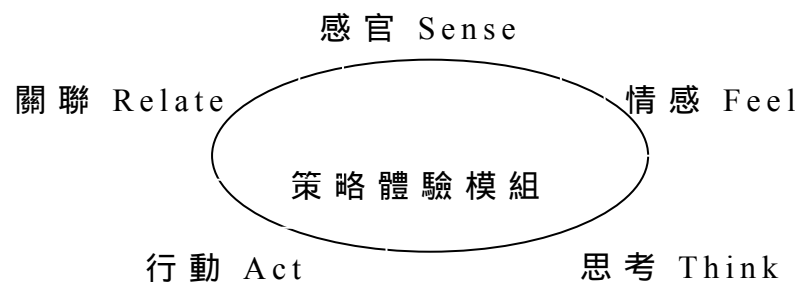 感官 Sense
關聯 Relate
情感 Feel
策略體驗模組
行動 Act
思考 Think